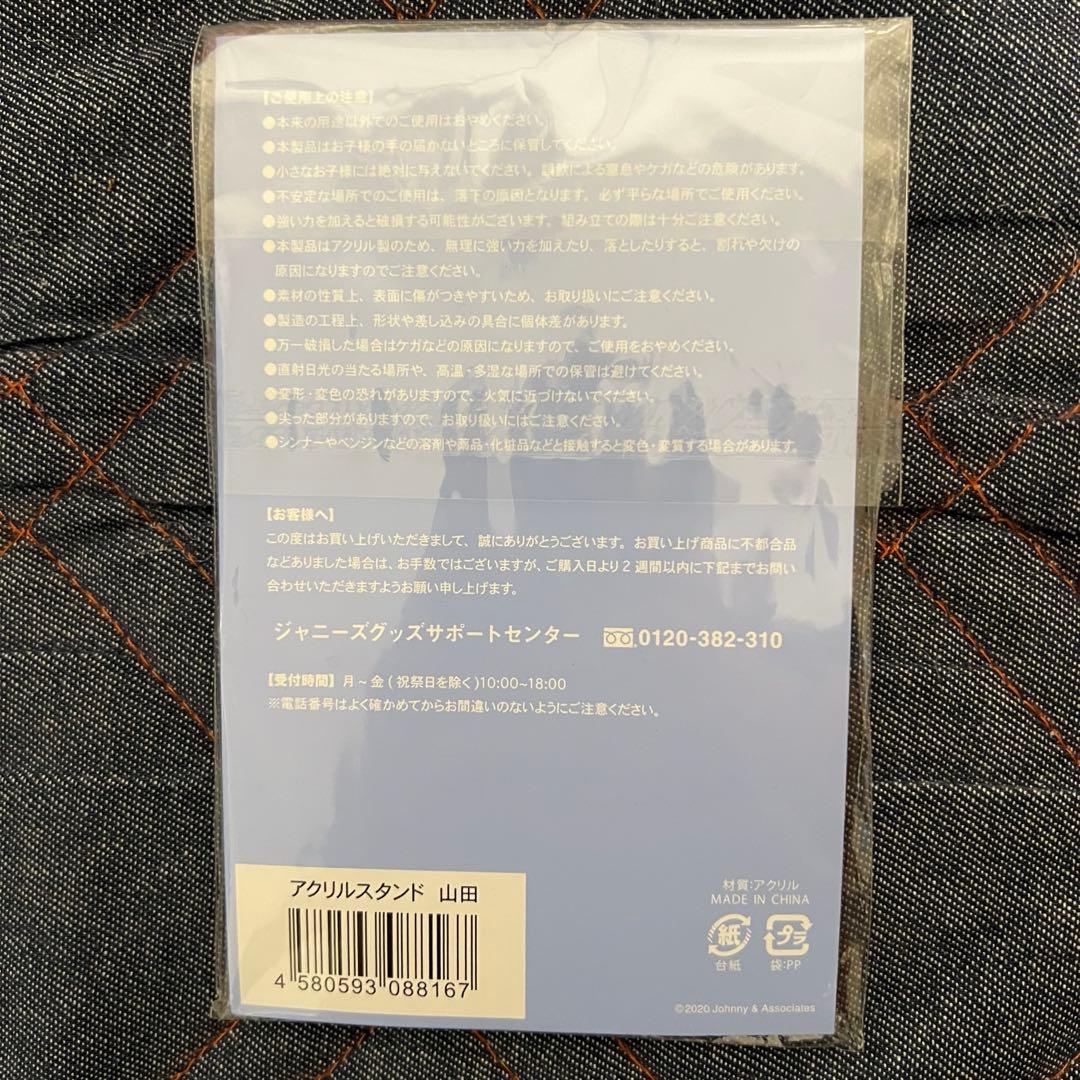 【ご使用上の注意】
●本来の用途以外でのご使用はおやめください。
●本製品はお子様の手の届かないところに保管してください。
●小さなお子様には絶対に与えないでください。誤飲による窒息やケガなどの危険があります。
●不安定な場所でのご使用は、落下の原因となります。必ず平らな場所でご使用ください。
●強い力を加えると破損する可能性がございます。組み立ての際は十分ご注意ください。
●本製品はアクリル製のため、無理に強い力を加えたり、落としたりすると、割れや欠けの
原因になりますのでご注意ください。
●素材の性質上、表面に傷がつきやすいため、お取り扱いにご注意ください。
●製造の工程上、形状や差し込みの具合に個体差があります。
●万一破損した場合はケガなどの原因になりますので、ご使用をおやめください。
●直射日光の当たる場所や、高温・多湿な場所での保管は避けてください。
●変形・変色の恐れがありますので、火気に近づけないでください。
●尖った部分がありますので、お取り扱いにはご注意ください。
●シンナーやベンジンなどの溶剤や薬品・化粧品などと接触すると変色・変質する場合があります。
【お客様へ】
この度はお買い上げいただきまして、誠にありがとうございます。お買い上げ商品に不都合品
などありました場合は、お手数ではございますが、ご購入日より2週間以内に下記までお問い
合わせいただきますようお願い申し上げます。
ジャニーズグッズサポートセンター 0120-382-310
【受付時間】月~金(祝祭日を除く)10:00~18:00
※電話番号はよく確かめてからお間違いのないようにご注意ください。
アクリルスタンド 山田
4 580593 088167
材質:アクリル
MADE IN CHINA
紙 プラ
台紙 袋:PP
©2020 Johnny & Associates